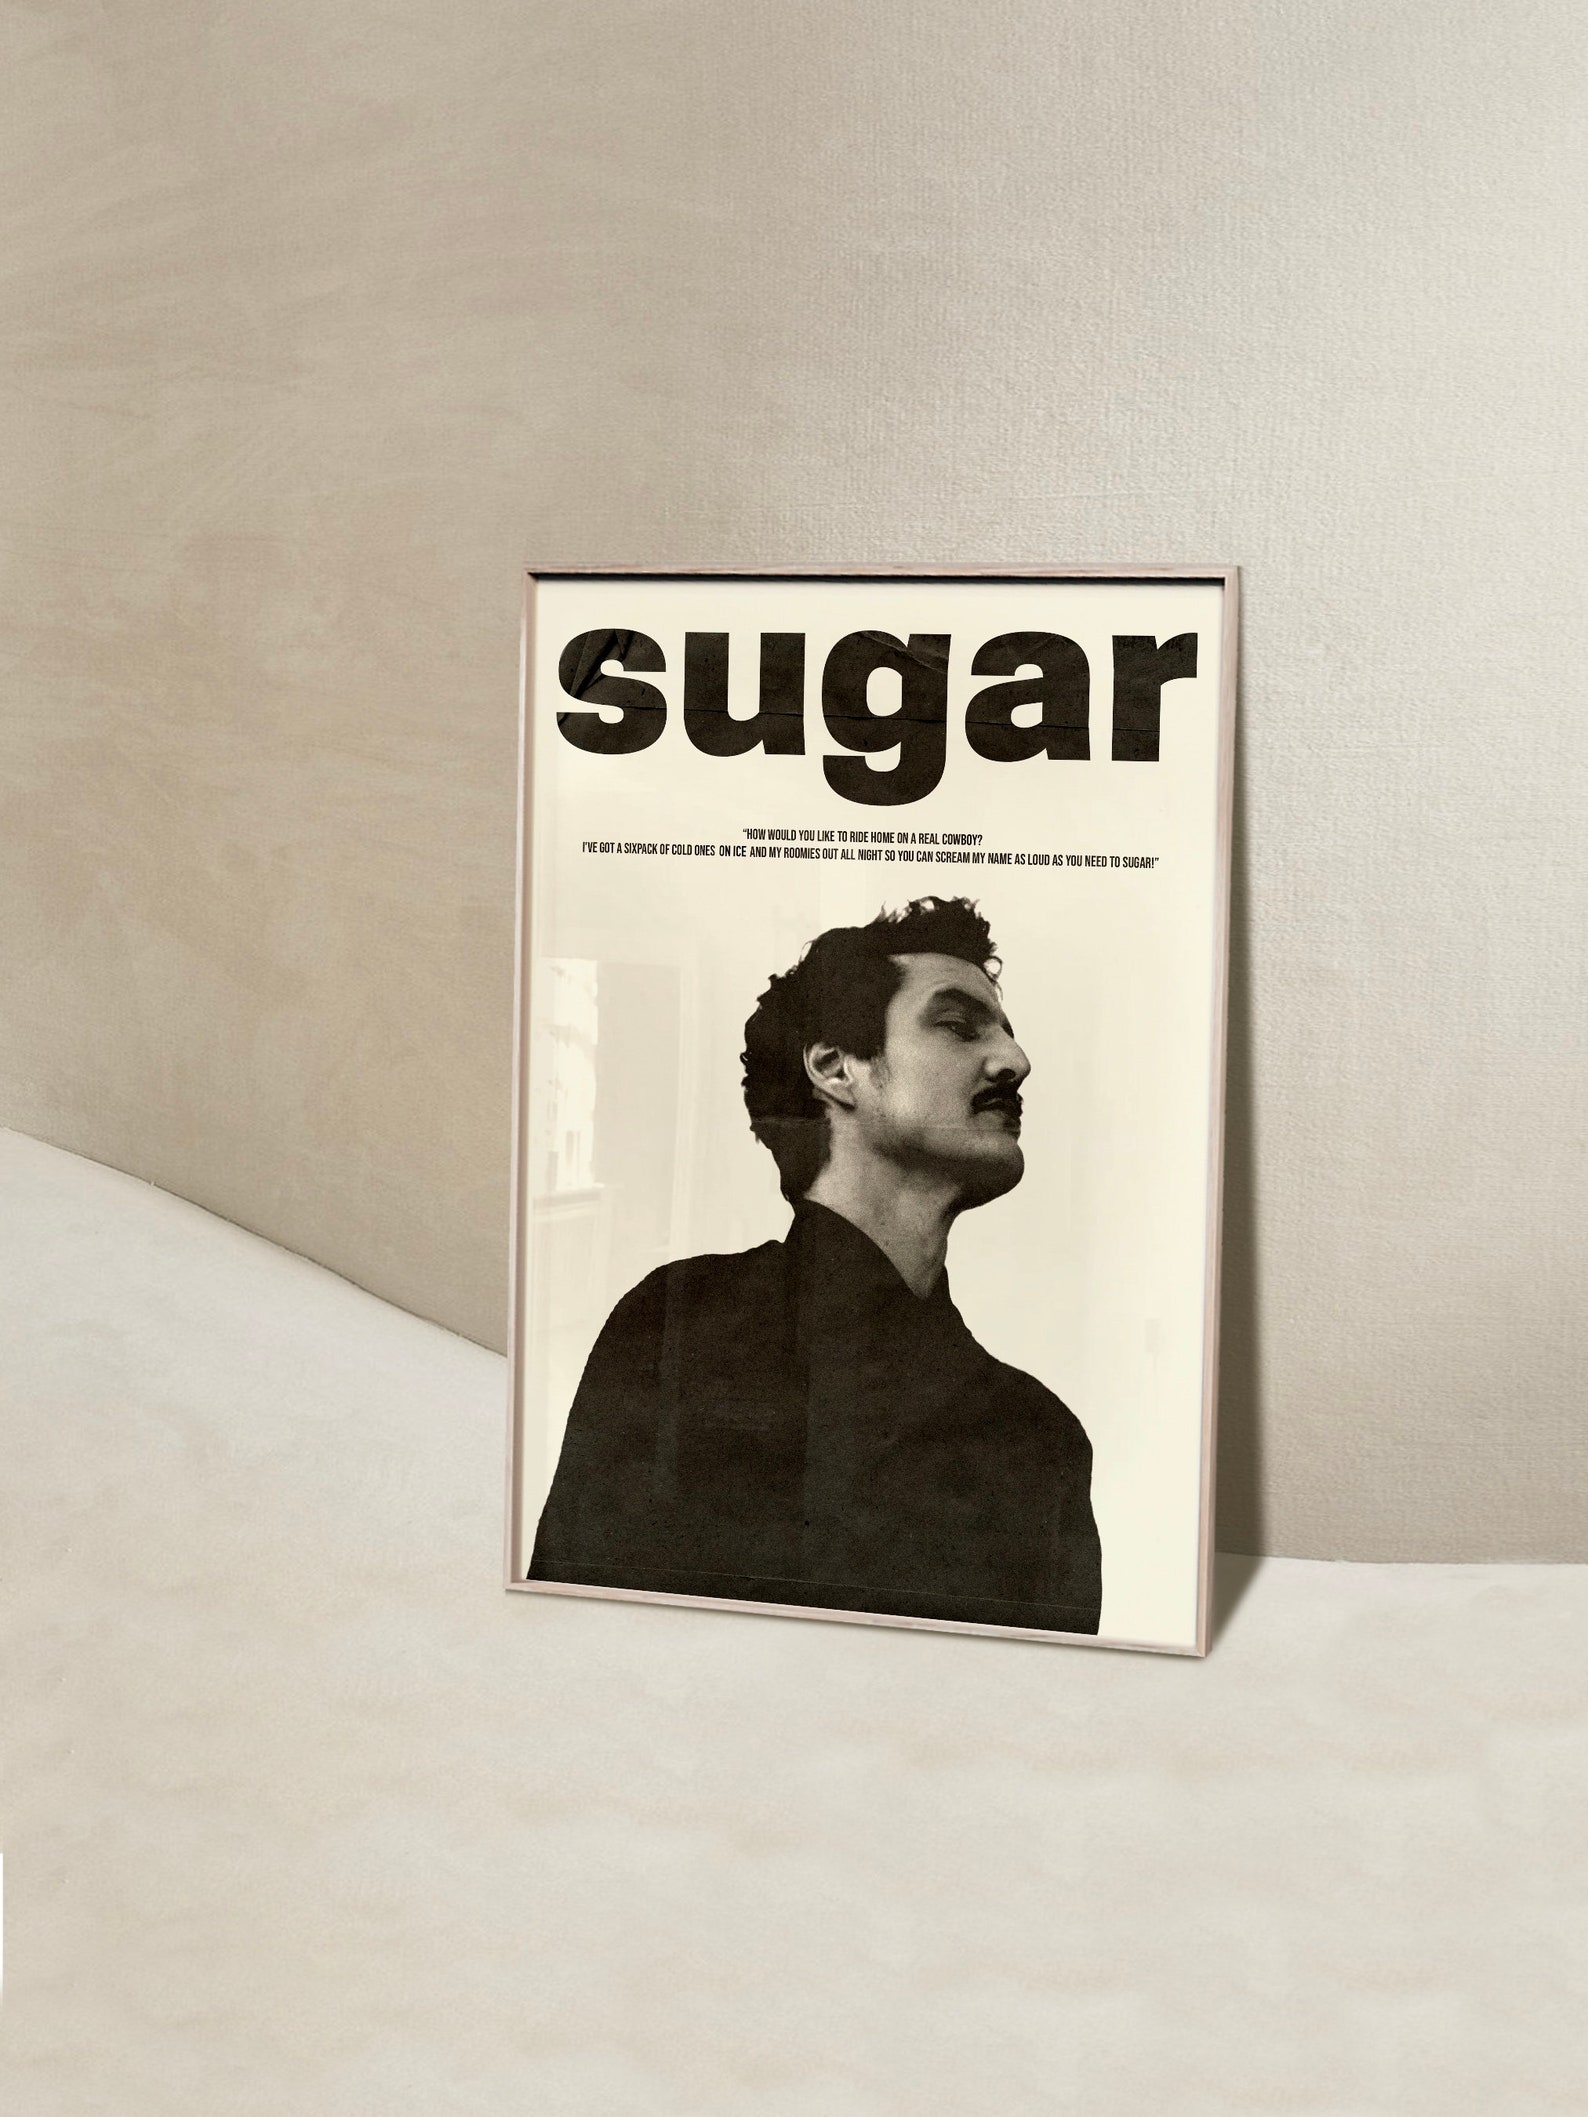 sugar
“HOW WOULD YOU LIKE TO RIDE HOME ON A REAL COWBOY?
I’VE GOT A SIXPACK OF COLD ONES ON ICE AND MY ROOMIES OUT ALL NIGHT SO YOU CAN SCREAM MY NAME AS LOUD AS YOU NEED TO SUGAR!”